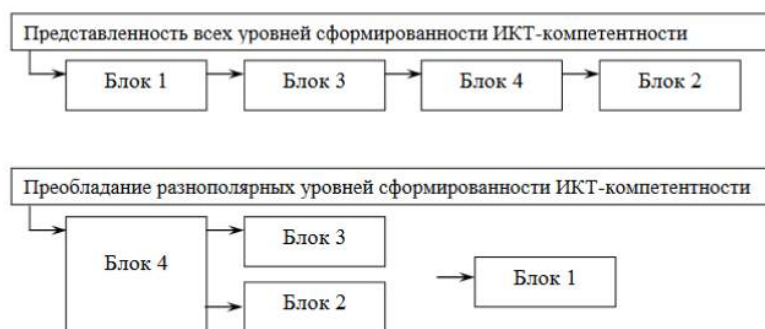 Представленность всех уровней сформированности ИКТ-компетентности
Блок 1 Блок 3 Блок 4 Блок 2
Преобладание разнополярных уровней сформированности ИКТ-компетентности
Блок 4
Блок 3
Блок 2
Блок 1